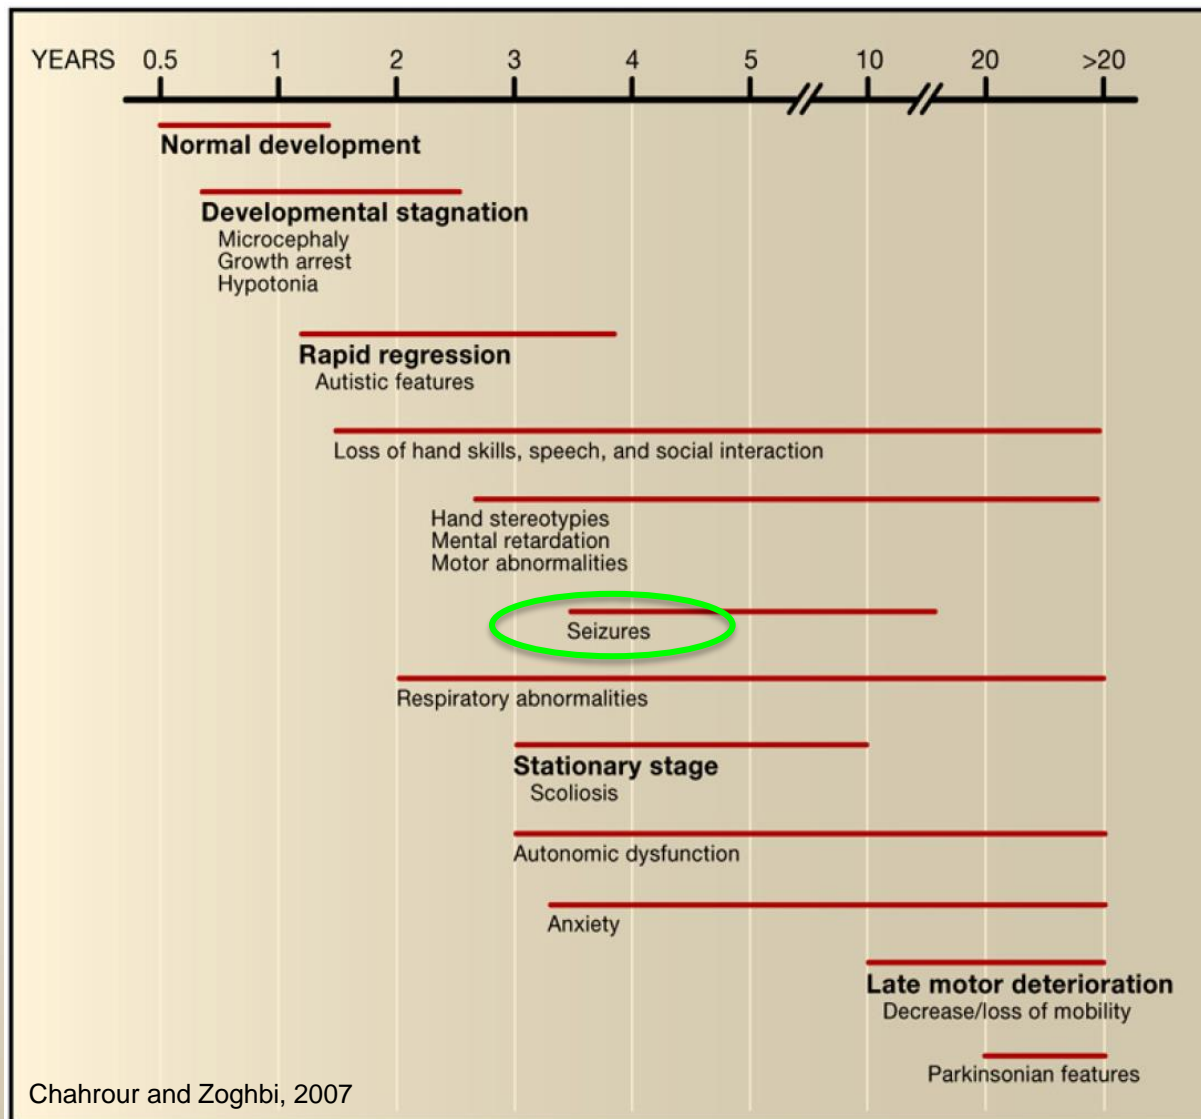 YEARS 0.5 1 2 3 4 5 10 20 >20
Normal development
Developmental stagnation
Microcephaly
Growth arrest
Hypotonia
Rapid regression
Autistic features
Loss of hand skills, speech, and social interaction
Hand stereotypies
Mental retardation
Motor abnormalities
Seizures
Respiratory abnormalities
Stationary stage
Scoliosis
Autonomic dysfunction
Anxiety
Late motor deterioration
Decrease/loss of mobility
Parkinsonian features
Chahrour and Zoghbi, 2007